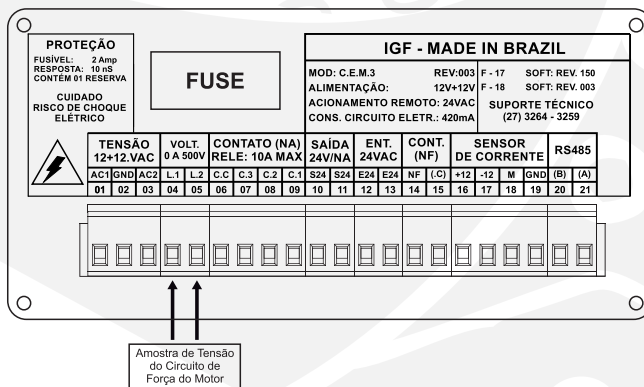 PROTEÇÃO
FUSÍVEL: 2 Amp
RESPOSTA: 10 nS
CONTÉM 01 RESERVA
CUIDADO
RISCO DE CHOQUE
ELÉTRICO
FUSE
IGF - MADE IN BRAZIL
MOD: C.E.M.3 REV:003
ALIMENTAÇÃO: 12V+12V
ACIONAMENTO REMOTO: 24VAC
CONS. CIRCUITO ELETR.: 420mA
F - 17 SOFT: REV. 150
F - 18 SOFT: REV. 003
SUPORTE TÉCNICO
(27) 3264 - 3259
TENSÃO
12+12.VAC
VOLT.
0 A 500V
CONTATO (NA)
RELE: 10A MAX
SAÍDA
24V/NA
ENT.
24VAC
CONT.
(NF)
SENSOR
DE CORRENTE
RS485
AC1 GND AC2 L.1 L.2 C.C C.3 C.2 C.1 S24 S24 E24 E24 NF (.C) +12 -12 M GND (B) (A)
01 02 03 04 05 06 07 08 09 10 11 12 13 14 15 16 17 18 19 20 21
Amostra de Tensão
do Circuito de
Força do Motor